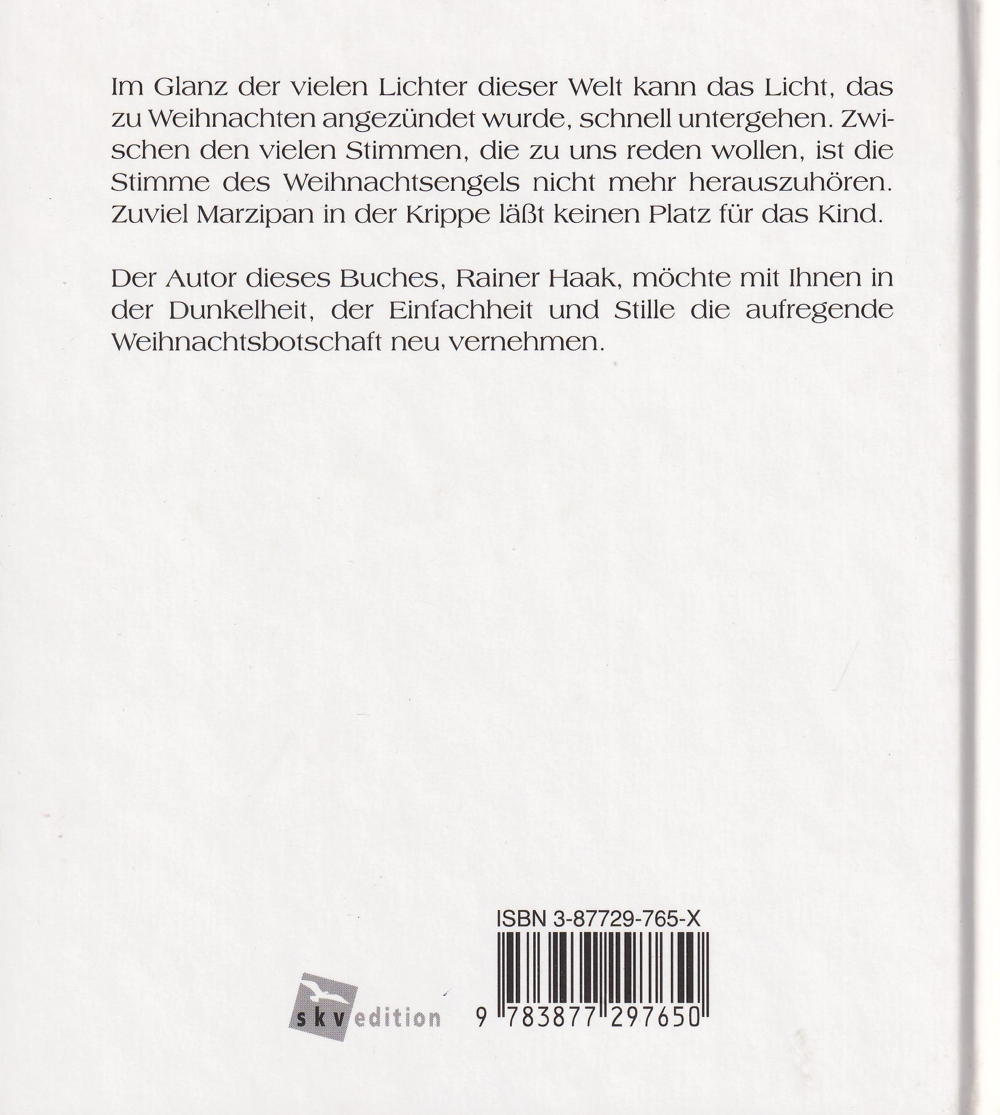 Im Glanz der vielen Lichter dieser Welt kann das Licht, das
zu Weihnachten angezündet wurde, schnell untergehen. Zwi-
schen den vielen Stimmen, die zu uns reden wollen, ist die
Stimme des Weihnachtsengels nicht mehr herauszuhören.
Zuviel Marzipan in der Krippe läßt keinen Platz für das Kind.
Der Autor dieses Buches, Rainer Haak, möchte mit Ihnen in
der Dunkelheit, der Einfachheit und Stille die aufregende
Weihnachtsbotschaft neu vernehmen.
ISBN 3-87729-765-X
skv edition
9 783877 297650